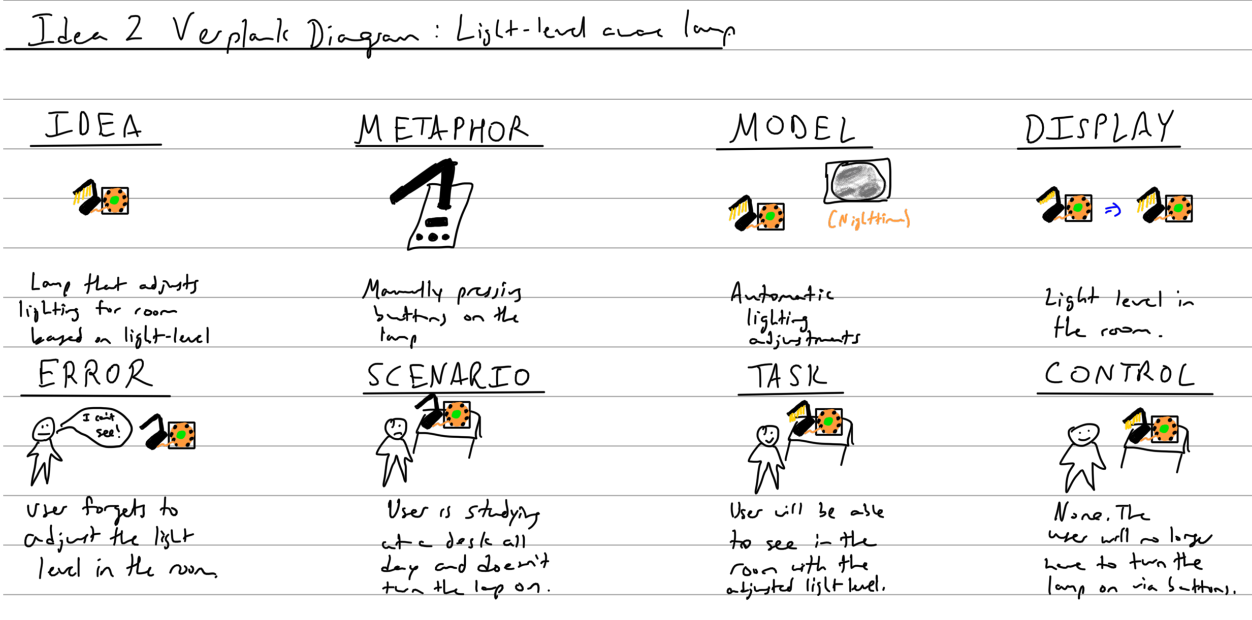 Idea 2 Verplank Diagram: Light-level aware lamp
IDEA
METAPHOR
MODEL
DISPLAY
(Nighttime)
Lamp that adjusts
lighting for room
based on light-level
Manually pressing
buttons on the
lamp
Automatic
lighting
adjustments
Light level in
the room.
ERROR
SCENARIO
TASK
CONTROL
I can't
see!
User forgets to
adjust the light
level in the room.
User is studying
at a desk all
day and doesn't
turn the lamp on.
User will be able
to see in the
room with the
adjusted light level.
None. The
user will no longer
have to turn the
lamp on via buttons.